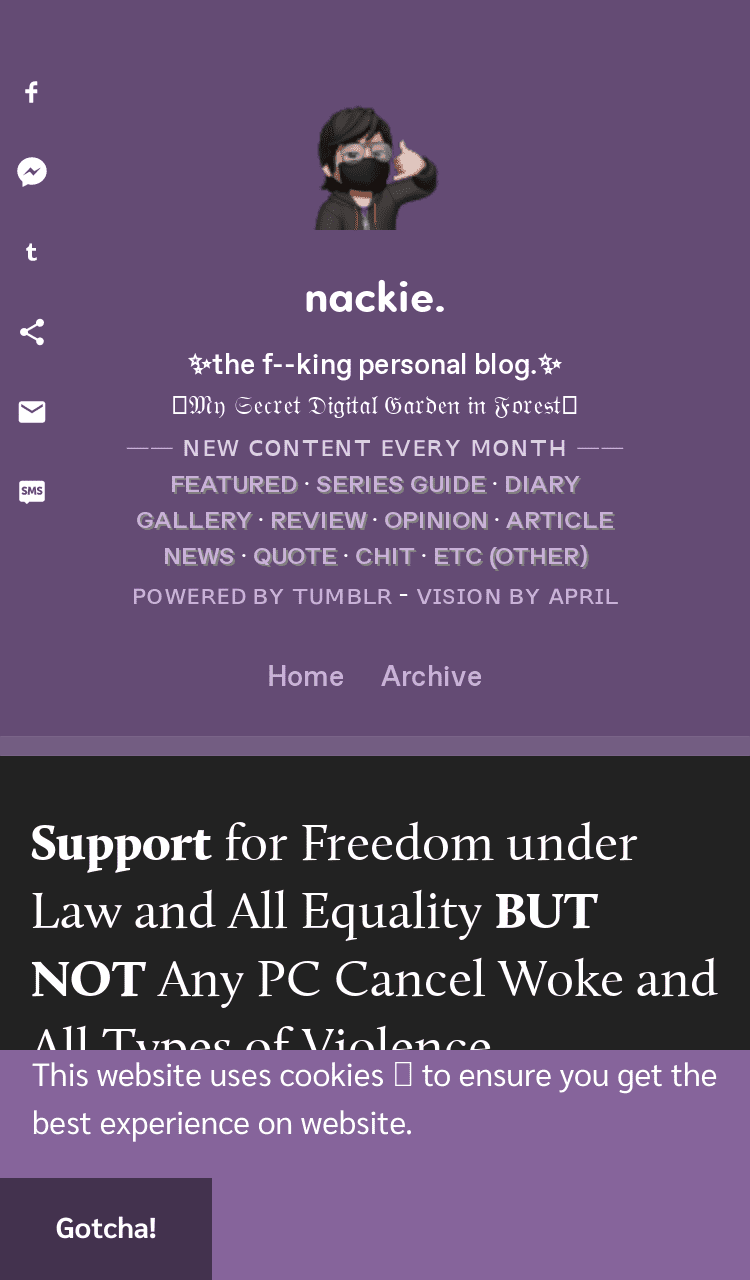 nackie.
✨the f--king personal blog.✨
𝔐𝔶 𝔖𝔢𝔠𝔯𝔢𝔱 𝔇𝔦𝔤𝔦𝔱𝔞𝔩 𝔊𝔞𝔯𝔡𝔢𝔫 𝔦𝔫 𝔉𝔬𝔯𝔢𝔰𝔱
—— NEW CONTENT EVERY MONTH ——
FEATURED · SERIES GUIDE · DIARY
GALLERY · REVIEW · OPINION · ARTICLE
NEWS · QUOTE · CHIT · ETC (OTHER)
POWERED BY TUMBLR - VISION BY APRIL
Home Archive
Support for Freedom under
Law and All Equality BUT
NOT Any PC Cancel Woke and
All Types of Violence
This website uses cookies to ensure you get the
best experience on website.
Gotcha!
SMS